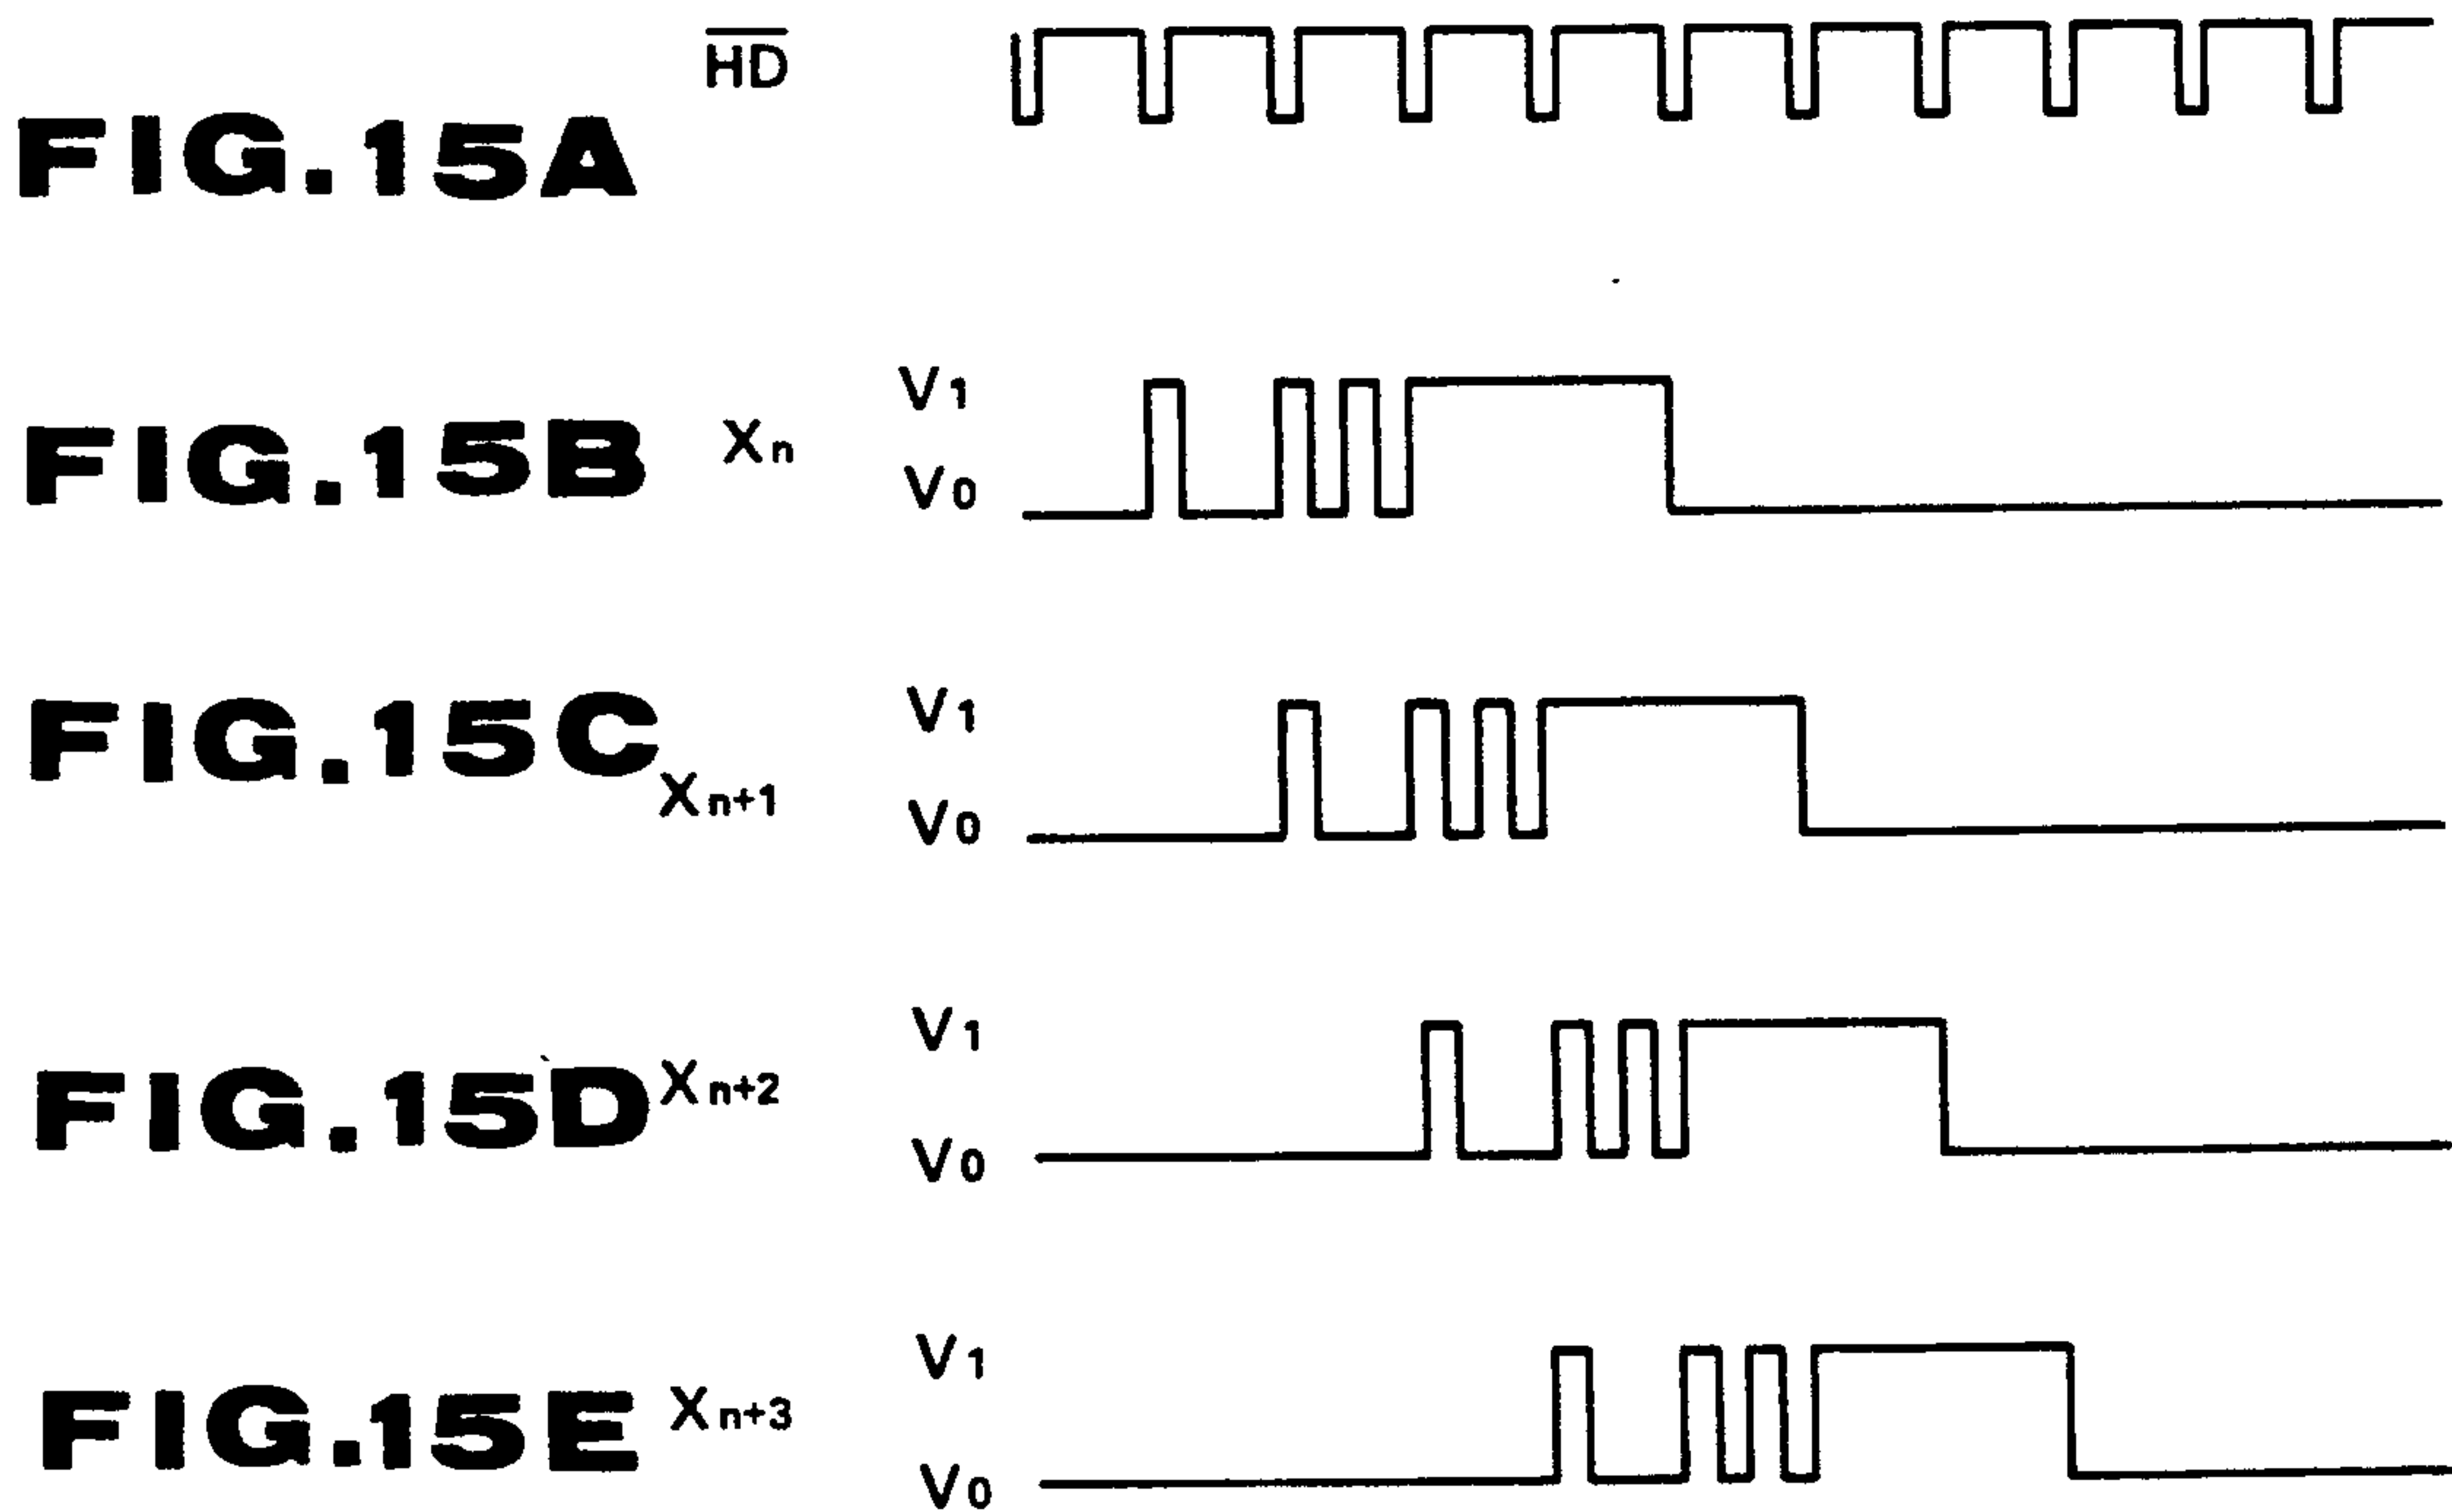 H̅D̅
FIG.15A
V1
FIG.15B Xn
V0
V1
FIG.15C
Xn+1
V0
V1
FIG.15D Xn+2
V0
V1
FIG.15E Xn+3
V0